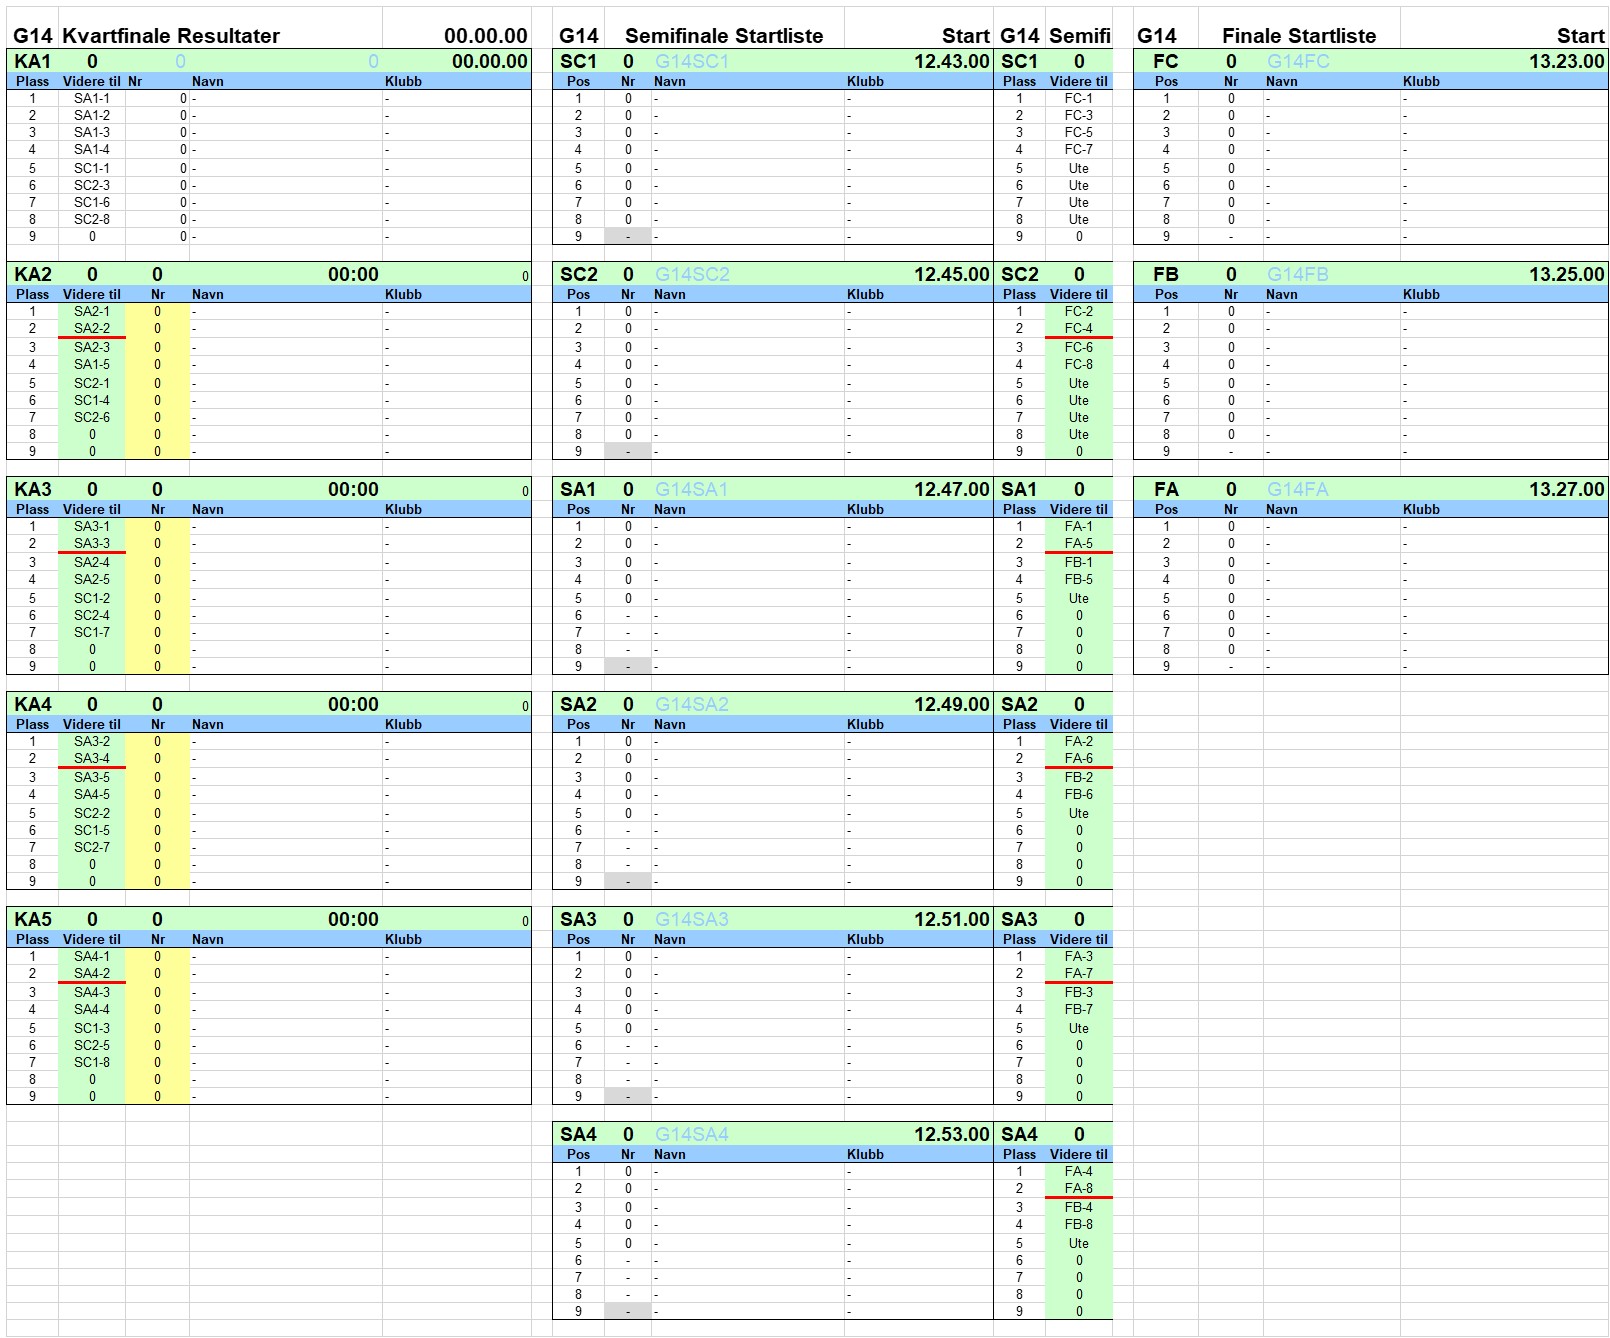 G14 Kvartfinale Resultater 00.00.00 G14 Semifinale Startliste Start G14 Semifi G14 Finale Startliste Start
KA1 0 0 0 00.00.00 SC1 0 G14SC1 12.43.00 SC1 0 FC 0 G14FC 13.23.00
Plass Videre til Nr Navn Klubb Pos Nr Navn Klubb Plass Videre til Pos Nr Navn Klubb
1 SA1-1 0 - - 1 0 - - 1 FC-1 1 0 - -
2 SA1-2 0 - - 2 0 - - 2 FC-3 2 0 - -
3 SA1-3 0 - - 3 0 - - 3 FC-5 3 0 - -
4 SA1-4 0 - - 4 0 - - 4 FC-7 4 0 - -
5 SC1-1 0 - - 5 0 - - 5 Ute 5 0 - -
6 SC2-3 0 - - 6 0 - - 6 Ute 6 0 - -
7 SC1-6 0 - - 7 0 - - 7 Ute 7 0 - -
8 SC2-8 0 - - 8 0 - - 8 Ute 8 0 - -
9 0 0 - - 9 - - - 9 0 9 - - -
KA2 0 0 00:00 0 SC2 0 G14SC2 12.45.00 SC2 0 FB 0 G14FB 13.25.00
Plass Videre til Nr Navn Klubb Pos Nr Navn Klubb Plass Videre til Pos Nr Navn Klubb
1 SA2-1 0 - - 1 0 - - 1 FC-2 1 0 - -
2 SA2-2 0 - - 2 0 - - 2 FC-4 2 0 - -
3 SA2-3 0 - - 3 0 - - 3 FC-6 3 0 - -
4 SA1-5 0 - - 4 0 - - 4 FC-8 4 0 - -
5 SC2-1 0 - - 5 0 - - 5 Ute 5 0 - -
6 SC1-4 0 - - 6 0 - - 6 Ute 6 0 - -
7 SC2-6 0 - - 7 0 - - 7 Ute 7 0 - -
8 0 0 - - 8 0 - - 8 Ute 8 0 - -
9 0 0 - - 9 - - - 9 0 9 - - -
KA3 0 0 00:00 0 SA1 0 G14SA1 12.47.00 SA1 0 FA 0 G14FA 13.27.00
Plass Videre til Nr Navn Klubb Pos Nr Navn Klubb Plass Videre til Pos Nr Navn Klubb
1 SA3-1 0 - - 1 0 - - 1 FA-1 1 0 - -
2 SA3-3 0 - - 2 0 - - 2 FA-5 2 0 - -
3 SA2-4 0 - - 3 0 - - 3 FB-1 3 0 - -
4 SA2-5 0 - - 4 0 - - 4 FB-5 4 0 - -
5 SC1-2 0 - - 5 0 - - 5 Ute 5 0 - -
6 SC2-4 0 - - 6 - - - 6 0 6 0 - -
7 SC1-7 0 - - 7 - - - 7 0 7 0 - -
8 0 0 - - 8 - - - 8 0 8 0 - -
9 0 0 - - 9 - - - 9 0 9 - - -
KA4 0 0 00:00 0 SA2 0 G14SA2 12.49.00 SA2 0
Plass Videre til Nr Navn Klubb Pos Nr Navn Klubb Plass Videre til
1 SA3-2 0 - - 1 0 - - 1 FA-2
2 SA3-4 0 - - 2 0 - - 2 FA-6
3 SA3-5 0 - - 3 0 - - 3 FB-2
4 SA4-5 0 - - 4 0 - - 4 FB-6
5 SC2-2 0 - - 5 0 - - 5 Ute
6 SC1-5 0 - - 6 - - - 6 0
7 SC2-7 0 - - 7 - - - 7 0
8 0 0 - - 8 - - - 8 0
9 0 0 - - 9 - - - 9 0
KA5 0 0 00:00 0 SA3 0 G14SA3 12.51.00 SA3 0
Plass Videre til Nr Navn Klubb Pos Nr Navn Klubb Plass Videre til
1 SA4-1 0 - - 1 0 - - 1 FA-3
2 SA4-2 0 - - 2 0 - - 2 FA-7
3 SA4-3 0 - - 3 0 - - 3 FB-3
4 SA4-4 0 - - 4 0 - - 4 FB-7
5 SC1-3 0 - - 5 0 - - 5 Ute
6 SC2-5 0 - - 6 - - - 6 0
7 SC1-8 0 - - 7 - - - 7 0
8 0 0 - - 8 - - - 8 0
9 0 0 - - 9 - - - 9 0
SA4 0 G14SA4 12.53.00 SA4 0
Pos Nr Navn Klubb Plass Videre til
1 0 - - 1 FA-4
2 0 - - 2 FA-8
3 0 - - 3 FB-4
4 0 - - 4 FB-8
5 0 - - 5 Ute
6 - - - 6 0
7 - - - 7 0
8 - - - 8 0
9 - - - 9 0